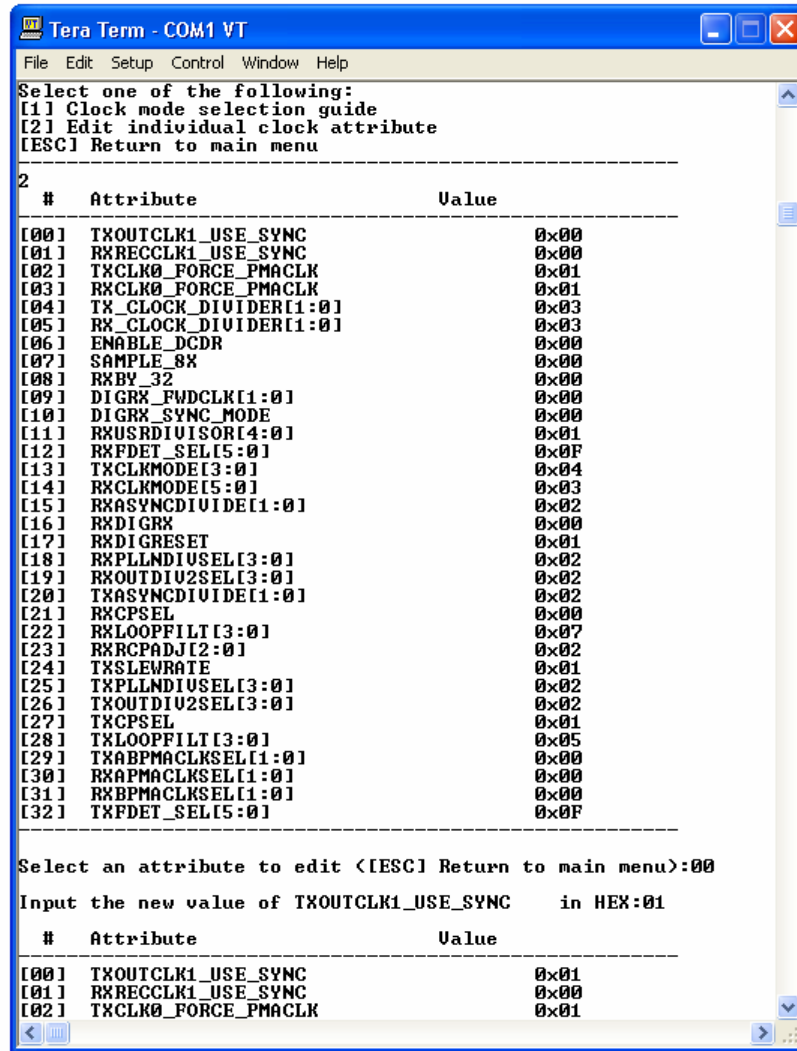 Tera Term - COM1 VT
File Edit Setup Control Window Help
Select one of the following:
[1] Clock mode selection guide
[2] Edit individual clock attribute
[ESC] Return to main menu
------------------------------------------------------------------
2
# Attribute Value
------------------------------------------------------------------
[00] TXOUTCLK1_USE_SYNC 0x00
[01] RXRECCLK1_USE_SYNC 0x00
[02] TXCLK0_FORCE_PMACLK 0x01
[03] RXCLK0_FORCE_PMACLK 0x01
[04] TX_CLOCK_DIVIDER[1:0] 0x03
[05] RX_CLOCK_DIVIDER[1:0] 0x03
[06] ENABLE_DCDR 0x00
[07] SAMPLE_8X 0x00
[08] RXBY_32 0x00
[09] DIGRX_FWDCLK[1:0] 0x00
[10] DIGRX_SYNC_MODE 0x00
[11] RXUSRDIVISOR[4:0] 0x01
[12] RXFDET_SEL[5:0] 0x0F
[13] TXCLKMODE[3:0] 0x04
[14] RXCLKMODE[5:0] 0x03
[15] RXASYNCDIVIDE[1:0] 0x02
[16] RXDIGRX 0x00
[17] RXDIGRESET 0x01
[18] RXPLLNDIVSEL[3:0] 0x02
[19] RXOUTDIV2SEL[3:0] 0x02
[20] TXASYNCDIVIDE[1:0] 0x02
[21] RXCPSEL 0x00
[22] RXLOOPFILT[3:0] 0x07
[23] RXRCPADJ[2:0] 0x02
[24] TXSLEWRATE 0x01
[25] TXPLLNDIVSEL[3:0] 0x02
[26] TXOUTDIV2SEL[3:0] 0x02
[27] TXCPSEL 0x01
[28] TXLOOPFILT[3:0] 0x05
[29] TXABPMACLKSEL[1:0] 0x00
[30] RXAPMACLKSEL[1:0] 0x00
[31] RXBPMACLKSEL[1:0] 0x00
[32] TXFDET_SEL[5:0] 0x0F
------------------------------------------------------------------
Select an attribute to edit ([ESC] Return to main menu):00
Input the new value of TXOUTCLK1_USE_SYNC in HEX:01
# Attribute Value
------------------------------------------------------------------
[00] TXOUTCLK1_USE_SYNC 0x01
[01] RXRECCLK1_USE_SYNC 0x00
[02] TXCLK0_FORCE_PMACLK 0x01